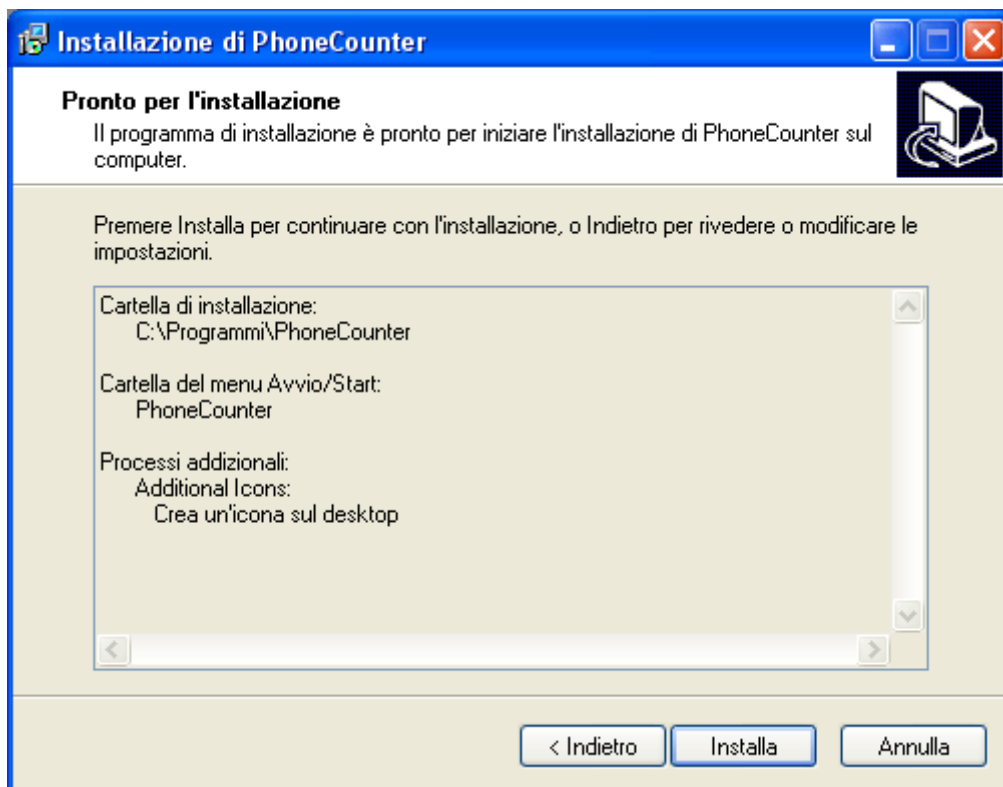 Installazione di PhoneCounter
Pronto per l'installazione
Il programma di installazione è pronto per iniziare l'installazione di PhoneCounter sul
computer.
Premere Installa per continuare con l'installazione, o Indietro per rivedere o modificare le
impostazioni.
Cartella di installazione:
C:\Programmi\PhoneCounter
Cartella del menu Avvio/Start:
PhoneCounter
Processi addizionali:
Additional Icons:
Crea un'icona sul desktop
< Indietro
Installa
Annulla